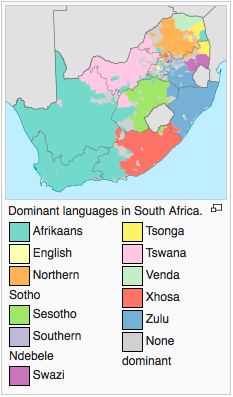 Dominant languages in South Africa.
Afrikaans
English
Northern
Sotho
Sesotho
Southern
Ndebele
Swazi
Tsonga
Tswana
Venda
Xhosa
Zulu
None
dominant